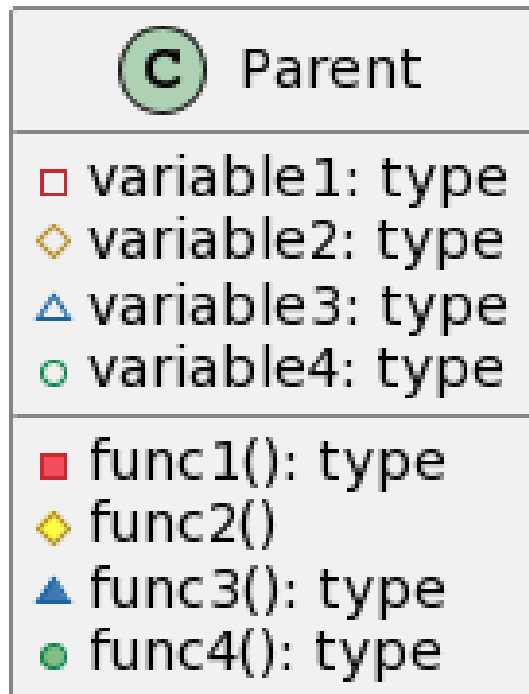 C Parent
variable1: type
variable2: type
variable3: type
variable4: type
func1(): type
func2()
func3(): type
func4(): type